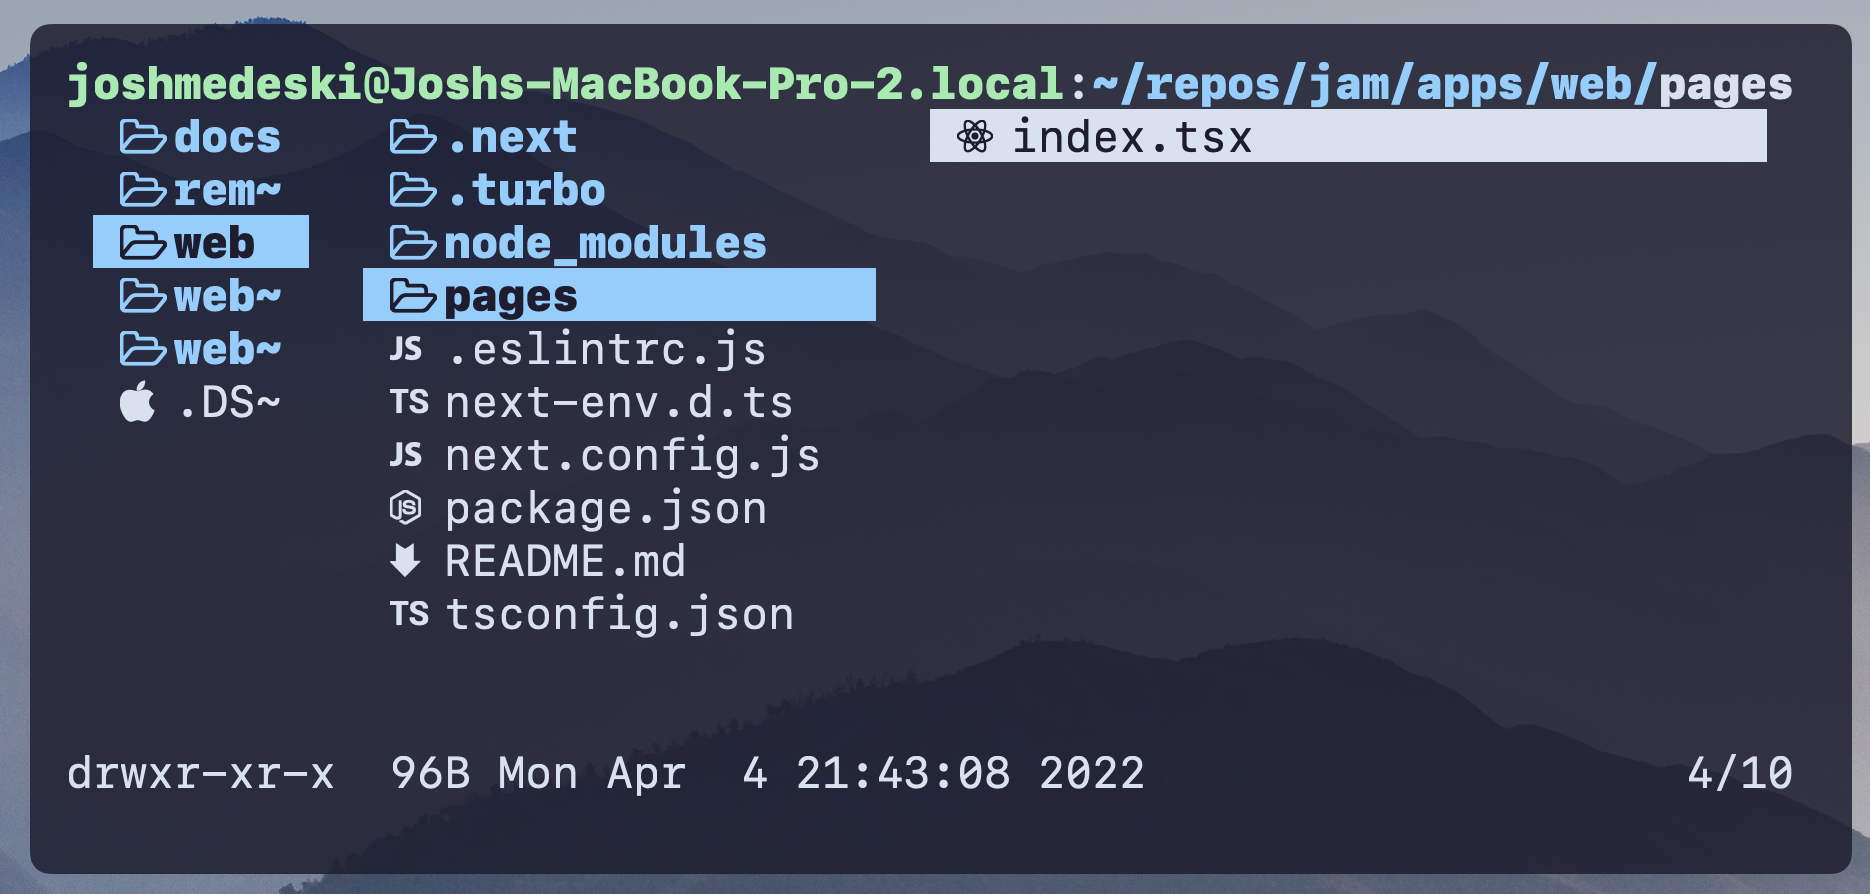 joshmedeski@Joshs-MacBook-Pro-2.local:~/repos/jam/apps/web/pages
docs .next index.tsx
rem~ .turbo
web node_modules
web~ pages
web~ JS .eslintrc.js
.DS~ TS next-env.d.ts
JS next.config.js
JS package.json
README.md
TS tsconfig.json
drwxr-xr-x 96B Mon Apr 4 21:43:08 2022 4/10